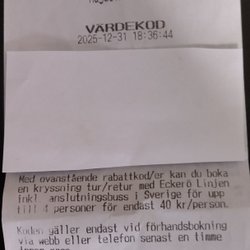 VÄRDEKOD
2025-12-31 18:36:44
Med ovanstående rabattkod/er kan du boka
en kryssning tur/retur med Eckerö Linjen
inkl anslutningsbuss i Sverige för upp
till 4 personer för endast 40 kr/person.
Koden gäller endast vid förhandsbokning
via webb eller telefon senast en timme